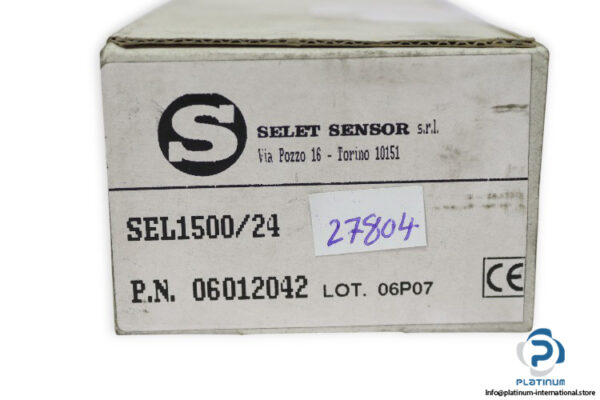 S
SELET SENSOR s.r.l.
Via Pozzo 16 - Torino 10151
SEL1500/24
27804
P.N. 06012042 LOT. 06P07
CE
PLATINUM
Info@platinum-international.store